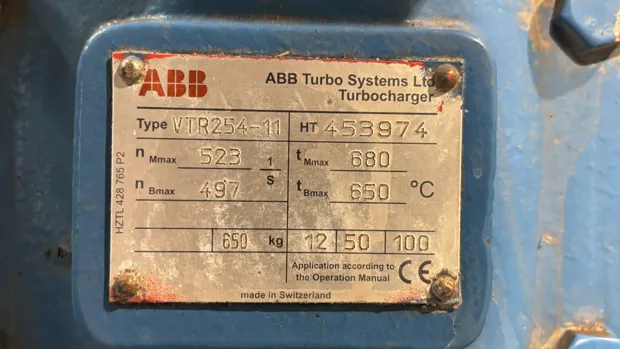 ABB
ABB Turbo Systems Ltd
Turbocharger
Type VTR254-11
HT 453974
n Mmax 523 1/S
t Mmax 680
n Bmax 497
t Bmax 650 °C
650 kg
12 50 100
Application according to
the Operation Manual
CE
made in Switzerland
HZTL 428 765 P2